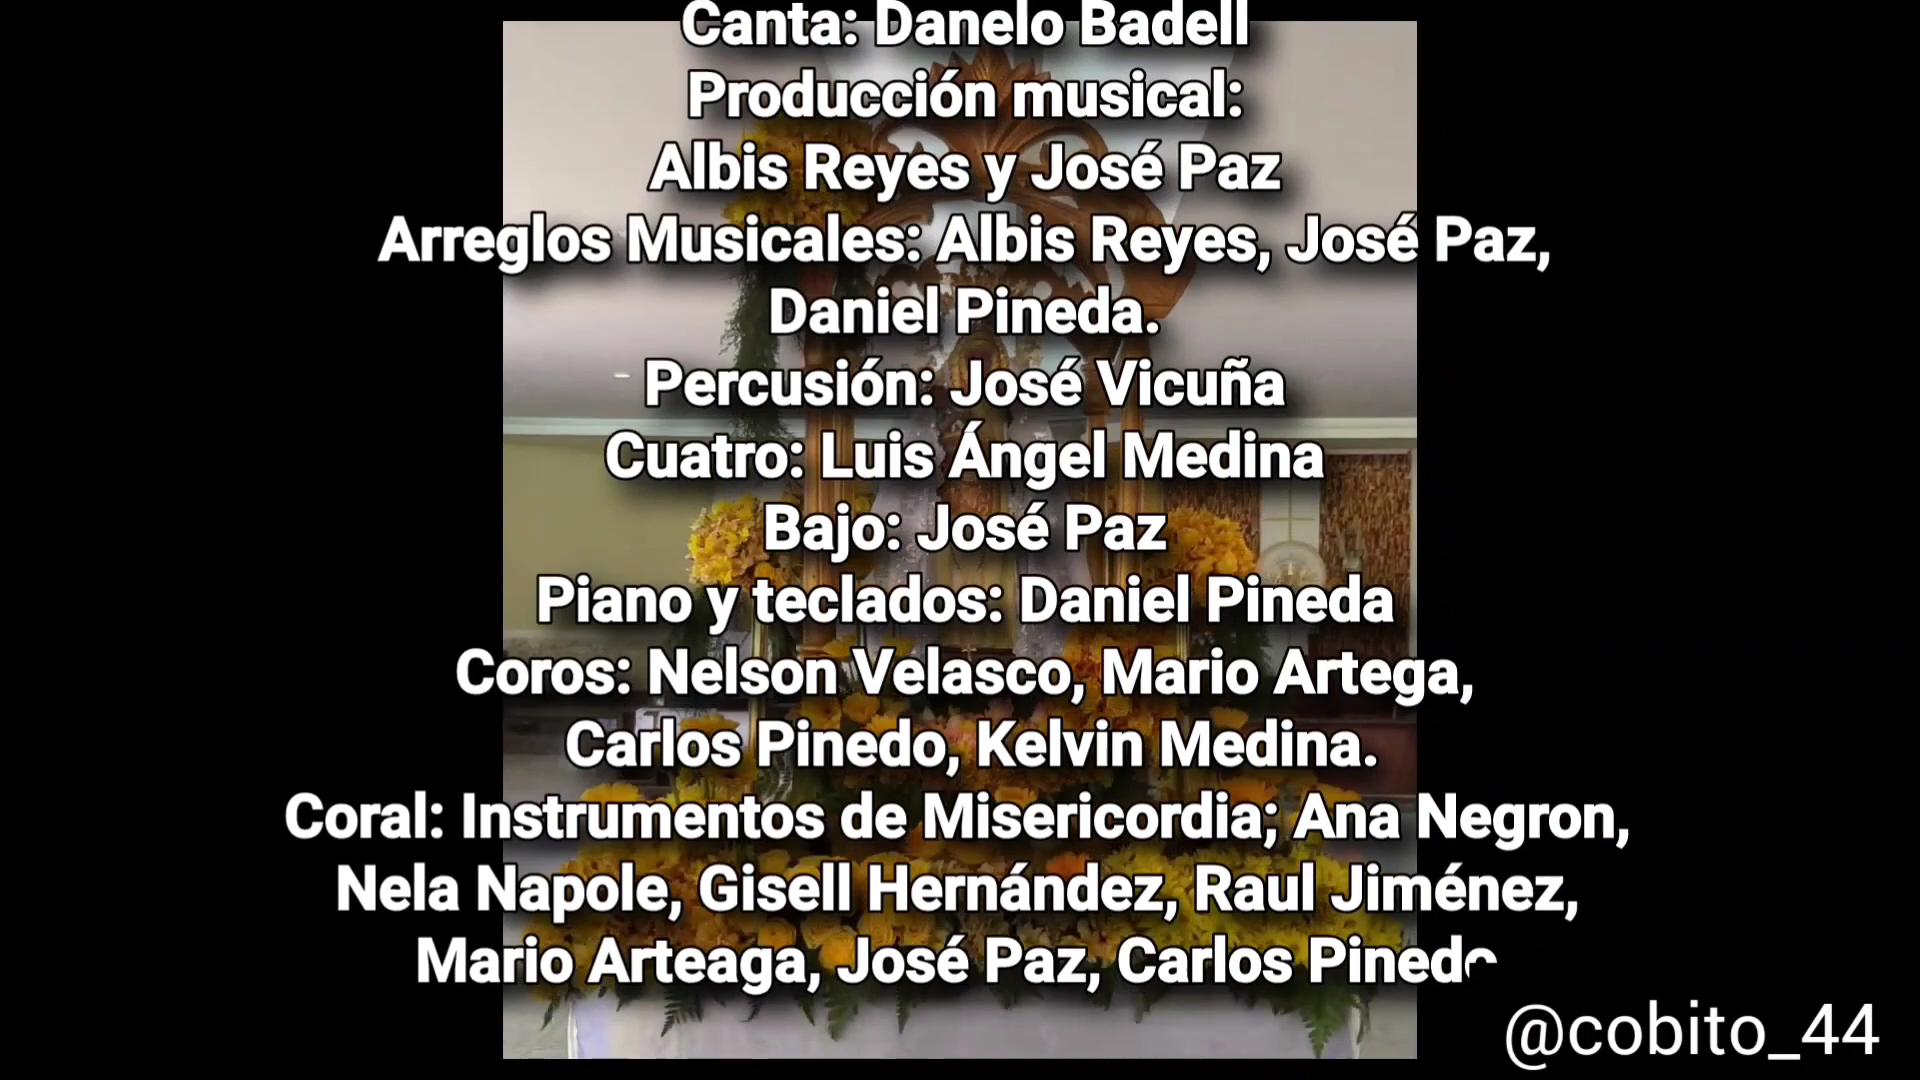 Canta: Danelo Badell
Producción musical:
Albis Reyes y José Paz
Arreglos Musicales: Albis Reyes, José Paz,
Daniel Pineda.
Percusión: José Vicuña
Cuatro: Luis Ángel Medina
Bajo: José Paz
Piano y teclados: Daniel Pineda
Coros: Nelson Velasco, Mario Artega,
Carlos Pinedo, Kelvin Medina.
Coral: Instrumentos de Misericordia; Ana Negron,
Nela Napole, Gisell Hernández, Raul Jiménez,
Mario Arteaga, José Paz, Carlos Pinedo
@cobito_44